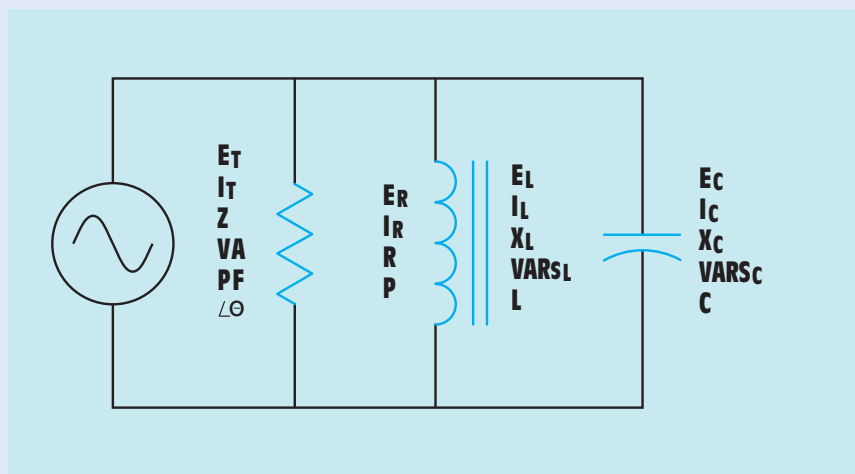 ET
IT
Z
VA
PF
∠Θ
ER
IR
R
P
EL
IL
XL
VARSL
L
EC
IC
XC
VARSC
C